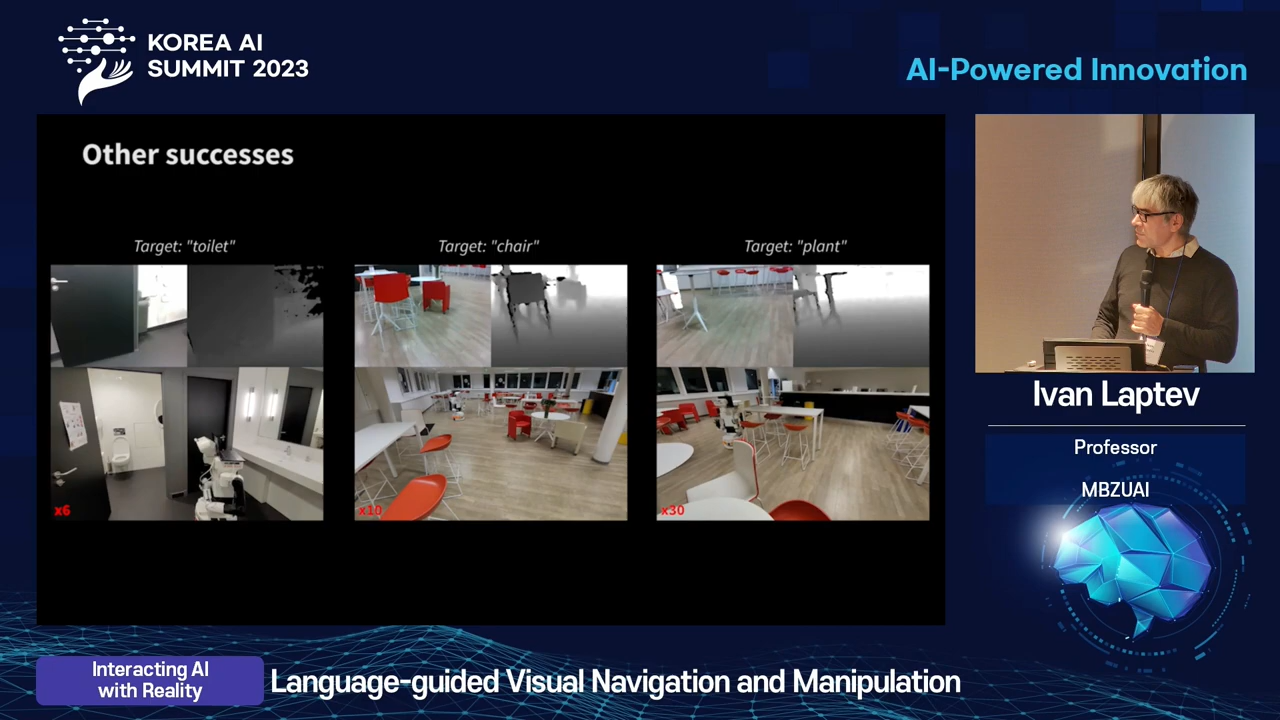 KOREA AI
SUMMIT 2023
AI-Powered Innovation
Other successes
Target: "toilet"
Target: "chair"
Target: "plant"
x6
x10
x30
Ivan Laptev
Professor
MBZUAI
Interacting AI
with Reality
Language-guided Visual Navigation and Manipulation